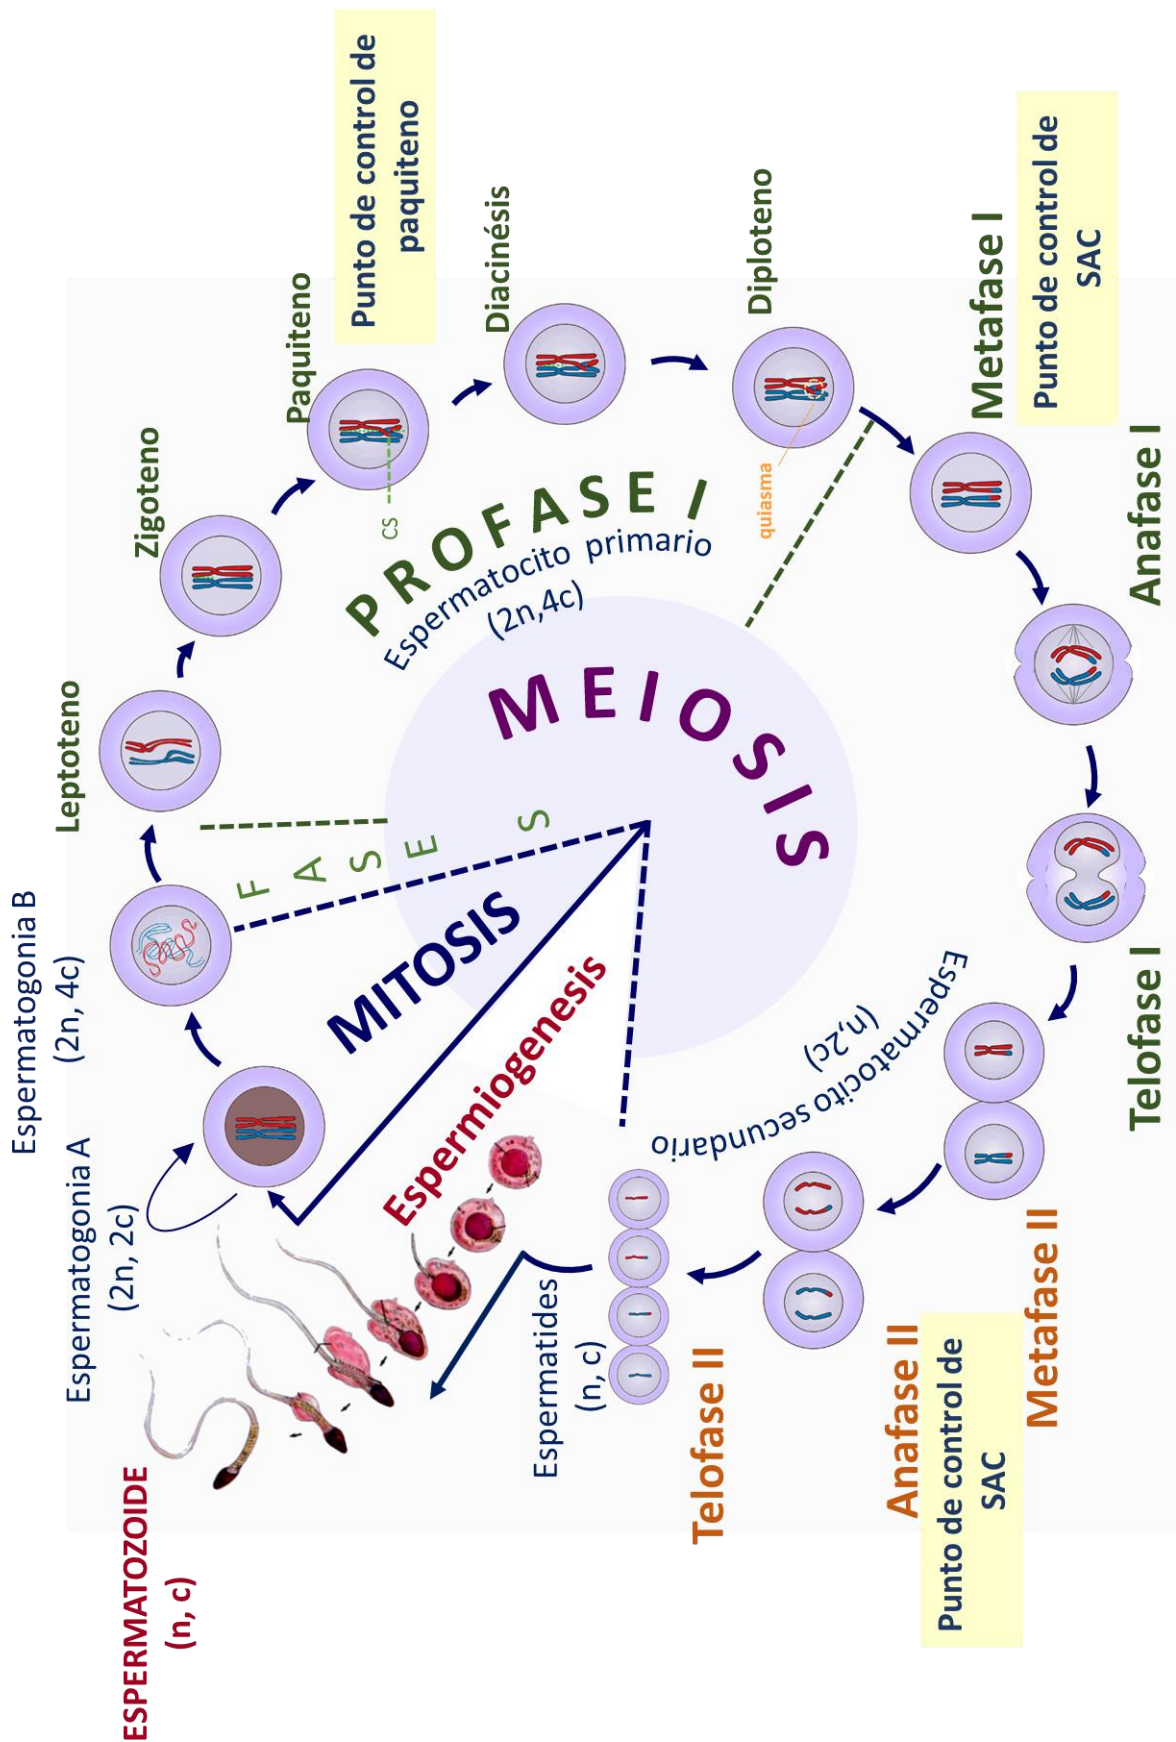 ESPERMATOZOIDE
(n, c)
Espermatogonia A
(2n, 2c)
Espermatogonia B
(2n, 4c)
Leptoteno
Zigoteno
Paquiteno
Punto de control de
paquiteno
CS
Diacinésis
Diploteno
quiasma
PROFASE I
Espermatocito primario
(2n,4c)
FASE S
MITOSIS
MEIOSIS
Espermiogenesis
Metafase I
Punto de control de
SAC
Anafase I
Telofase I
Espermatocito secundario
(n,2c)
Metafase II
Anafase II
Punto de control de
SAC
Telofase II
Espermatides
(n, c)